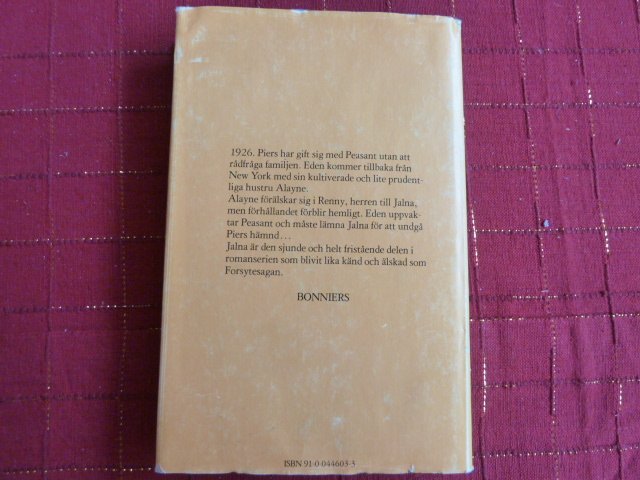 1926. Piers har gift sig med Peasant utan att
rådfråga familjen. Eden kommer tillbaka från
New York med sin kultiverade och lite prudent-
liga hustru Alayne.
Alayne förälskar sig i Renny, herren till Jalna,
men förhållandet förblir hemligt. Eden uppvak-
tar Peasant och måste lämna Jalna för att undgå
Piers hämnd...
Jalna är den sjunde och helt fristående delen i
romanserien som blivit lika känd och älskad som
Forsytesagan.
BONNIERS
ISBN 91-0 044603-3